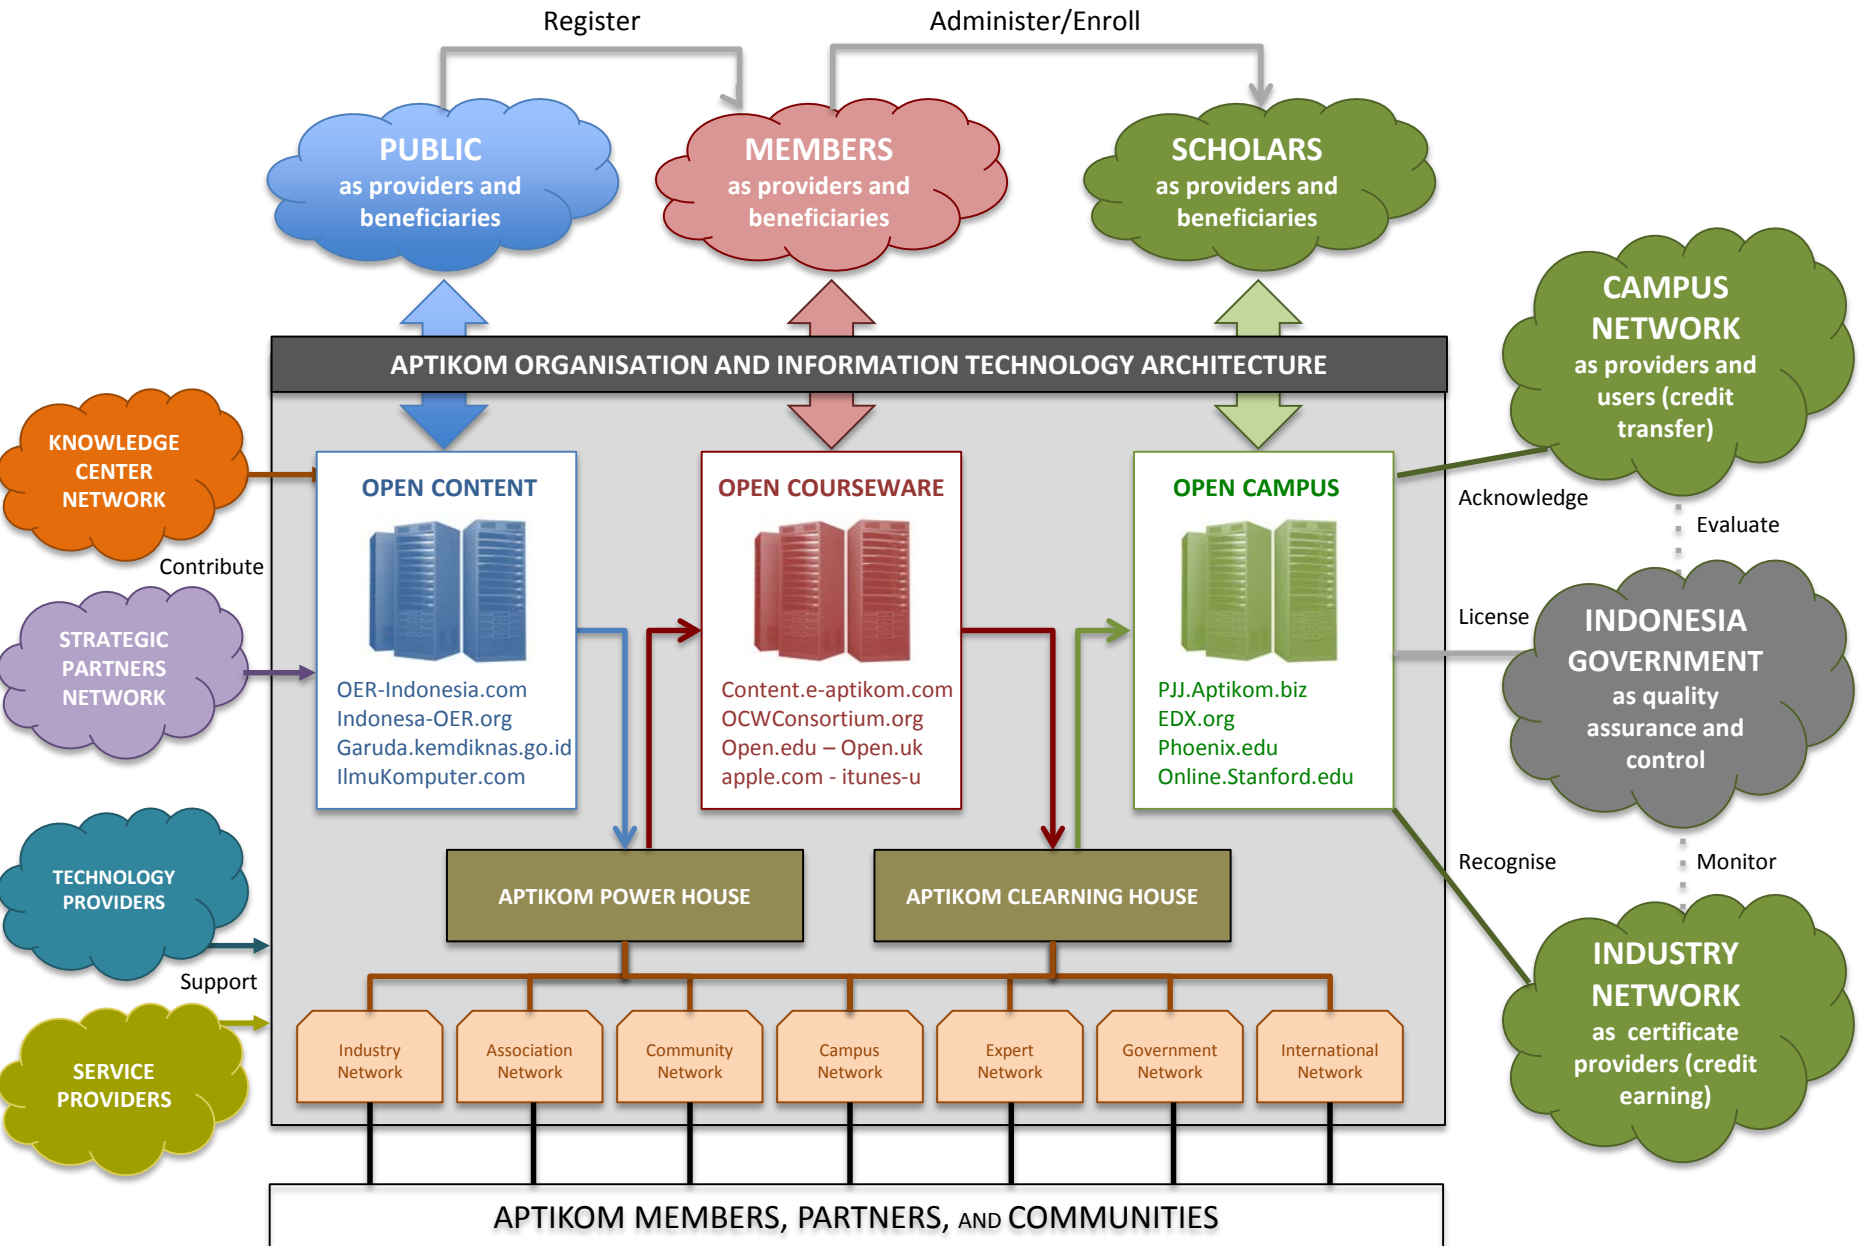 Register
Administer/Enroll
PUBLIC
as providers and
beneficiaries
MEMBERS
as providers and
beneficiaries
SCHOLARS
as providers and
beneficiaries
APTIKOM ORGANISATION AND INFORMATION TECHNOLOGY ARCHITECTURE
KNOWLEDGE
CENTER
NETWORK
Contribute
STRATEGIC
PARTNERS
NETWORK
TECHNOLOGY
PROVIDERS
Support
SERVICE
PROVIDERS
OPEN CONTENT
OER-Indonesia.com
Indonesa-OER.org
Garuda.kemdiknas.go.id
IlmuKomputer.com
OPEN COURSEWARE
Content.e-aptikom.com
OCWConsortium.org
Open.edu – Open.uk
apple.com - itunes-u
OPEN CAMPUS
PJJ.Aptikom.biz
EDX.org
Phoenix.edu
Online.Stanford.edu
CAMPUS
NETWORK
as providers and
users (credit
transfer)
Acknowledge
Evaluate
License
INDONESIA
GOVERNMENT
as quality
assurance and
control
Recognise
Monitor
INDUSTRY
NETWORK
as certificate
providers (credit
earning)
APTIKOM POWER HOUSE
APTIKOM CLEARNING HOUSE
Industry
Network
Association
Network
Community
Network
Campus
Network
Expert
Network
Government
Network
International
Network
APTIKOM MEMBERS, PARTNERS, AND COMMUNITIES